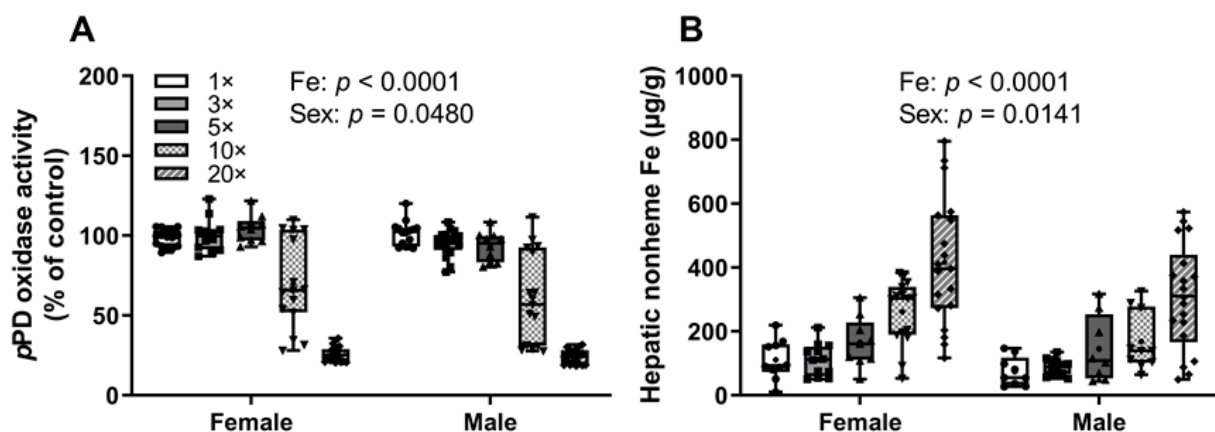 A
pPD oxidase activity
(% of control)
200
150
100
50
0
1×
3×
5×
10×
20×
Fe: p < 0.0001
Sex: p = 0.0480
Female
Male
B
Hepatic nonheme Fe (µg/g)
1000
800
600
400
200
0
Fe: p < 0.0001
Sex: p = 0.0141
Female
Male